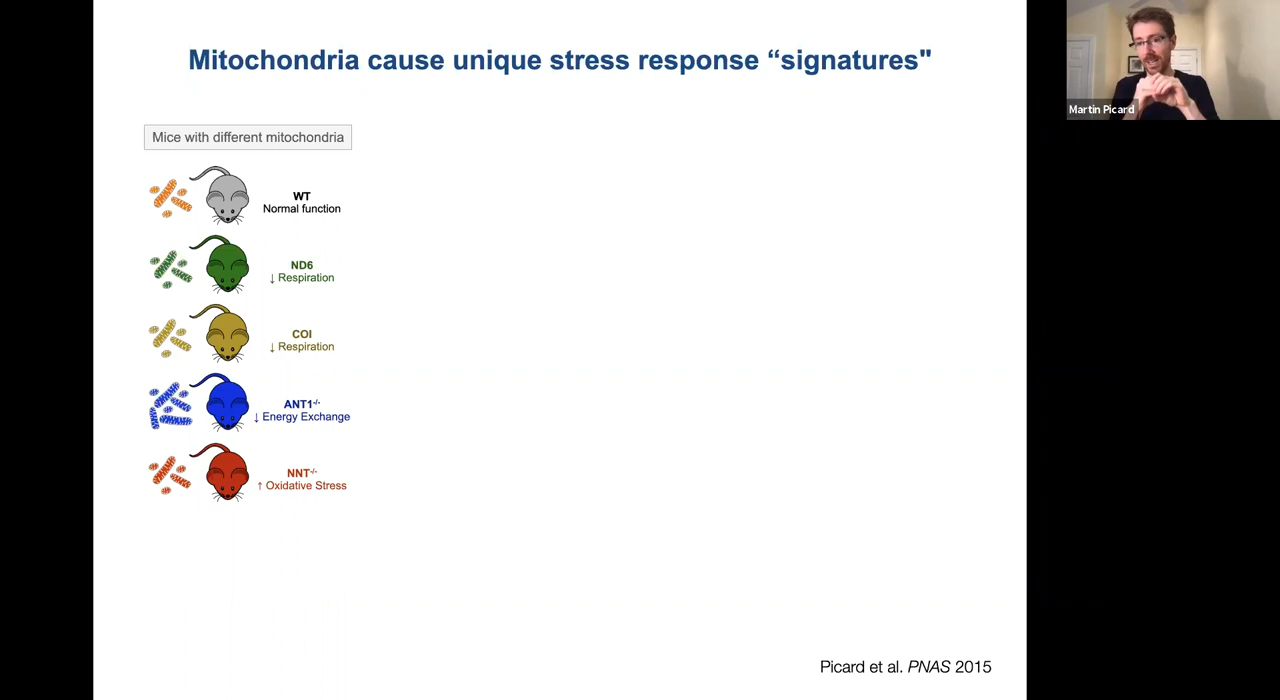 Mitochondria cause unique stress response “signatures"
Martin Picard
Mice with different mitochondria
WT
Normal function
ND6
↓ Respiration
COI
↓ Respiration
ANT1-/-
↓ Energy Exchange
NNT-/-
↑ Oxidative Stress
Picard et al. PNAS 2015